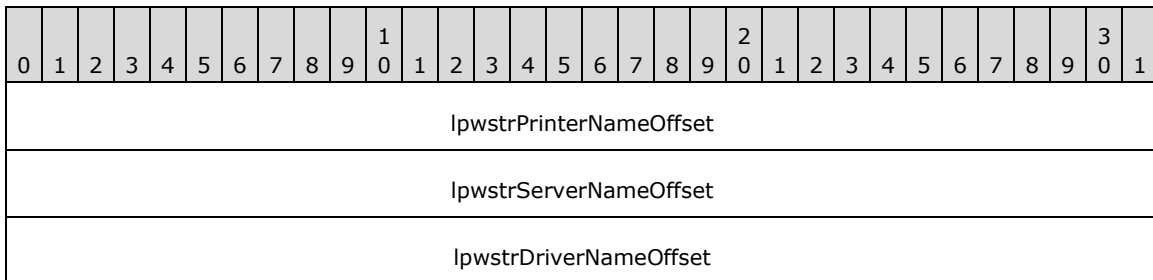 1 2 3
0 1 2 3 4 5 6 7 8 9 0 1 2 3 4 5 6 7 8 9 0 1 2 3 4 5 6 7 8 9 0 1
lpwstrPrinterNameOffset
lpwstrServerNameOffset
lpwstrDriverNameOffset